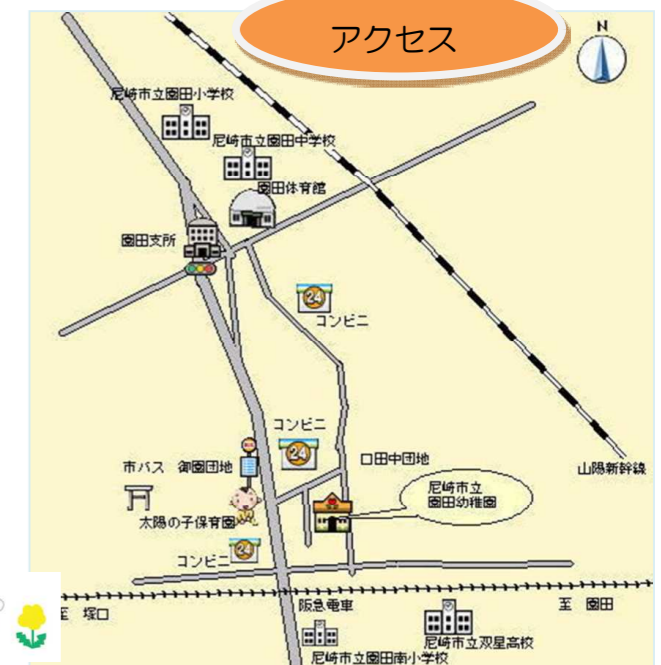 アクセス
N
尼崎市立園田小学校
尼崎市立園田中学校
園田体育館
園田支所
24
コンビニ
コンビニ
24
市バス 御園団地
口田中団地
山陽新幹線
尼崎市立
園田幼稚園
太陽の子保育園
コンビニ
24
至 塚口
阪急電車
至 園田
尼崎市立双星高校
尼崎市立園田南小学校